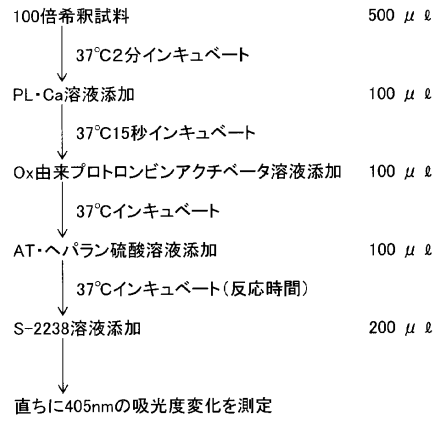 100倍希釈試料 500 μℓ
37℃2分インキュベート
PL・Ca溶液添加 100 μℓ
37℃15秒インキュベート
Ox由来プロトロンビンアクチベータ溶液添加 100 μℓ
37℃インキュベート
AT・ヘパラン硫酸溶液添加 100 μℓ
37℃インキュベート(反応時間)
S-2238溶液添加 200 μℓ
直ちに405nmの吸光度変化を測定